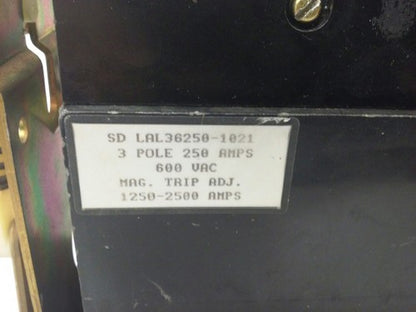 SD LAL36250-1021
3 POLE 250 AMPS
600 VAC
MAG. TRIP ADJ.
1250-2500 AMPS